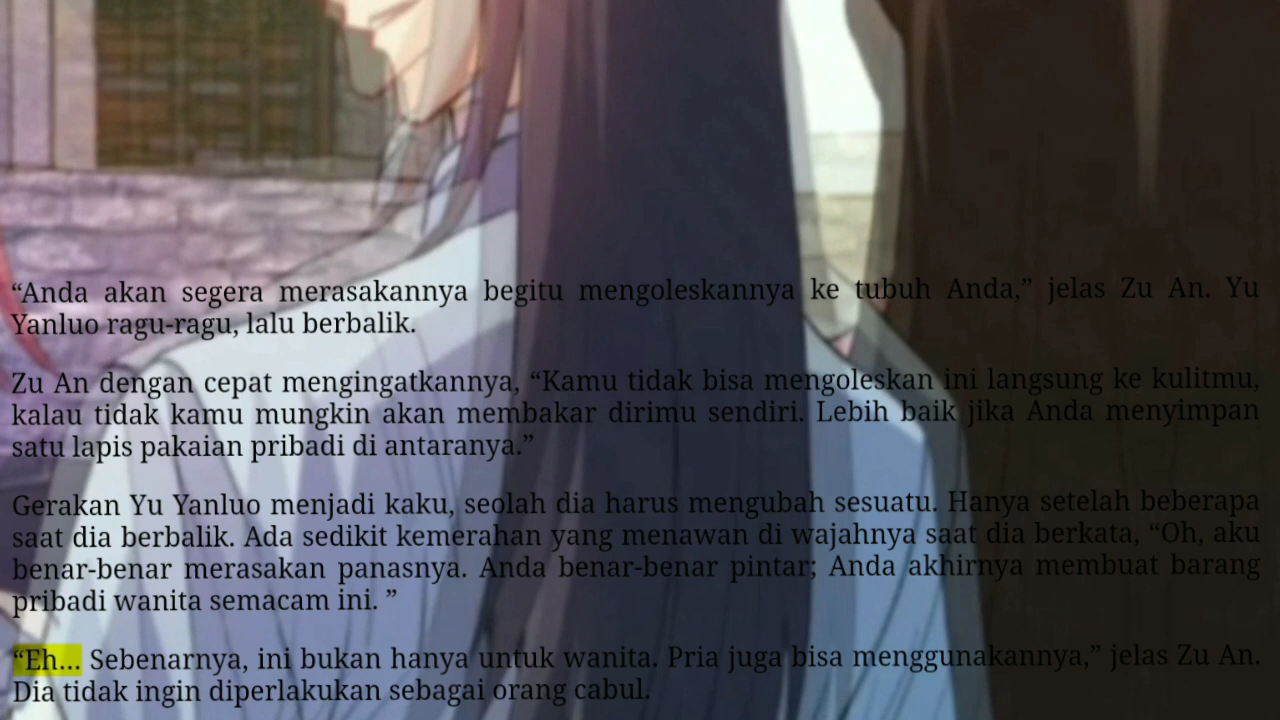 “Anda akan segera merasakannya begitu mengoleskannya ke tubuh Anda,” jelas Zu An. Yu
Yanluo ragu-ragu, lalu berbalik.
Zu An dengan cepat mengingatkannya, “Kamu tidak bisa mengoleskan ini langsung ke kulitmu,
kalau tidak kamu mungkin akan membakar dirimu sendiri. Lebih baik jika Anda menyimpan
satu lapis pakaian pribadi di antaranya.”
Gerakan Yu Yanluo menjadi kaku, seolah dia harus mengubah sesuatu. Hanya setelah beberapa
saat dia berbalik. Ada sedikit kemerahan yang menawan di wajahnya saat dia berkata, “Oh, aku
benar-benar merasakan panasnya. Anda benar-benar pintar; Anda akhirnya membuat barang
pribadi wanita semacam ini. ”
“Eh... Sebenarnya, ini bukan hanya untuk wanita. Pria juga bisa menggunakannya,” jelas Zu An.
Dia tidak ingin diperlakukan sebagai orang cabul.